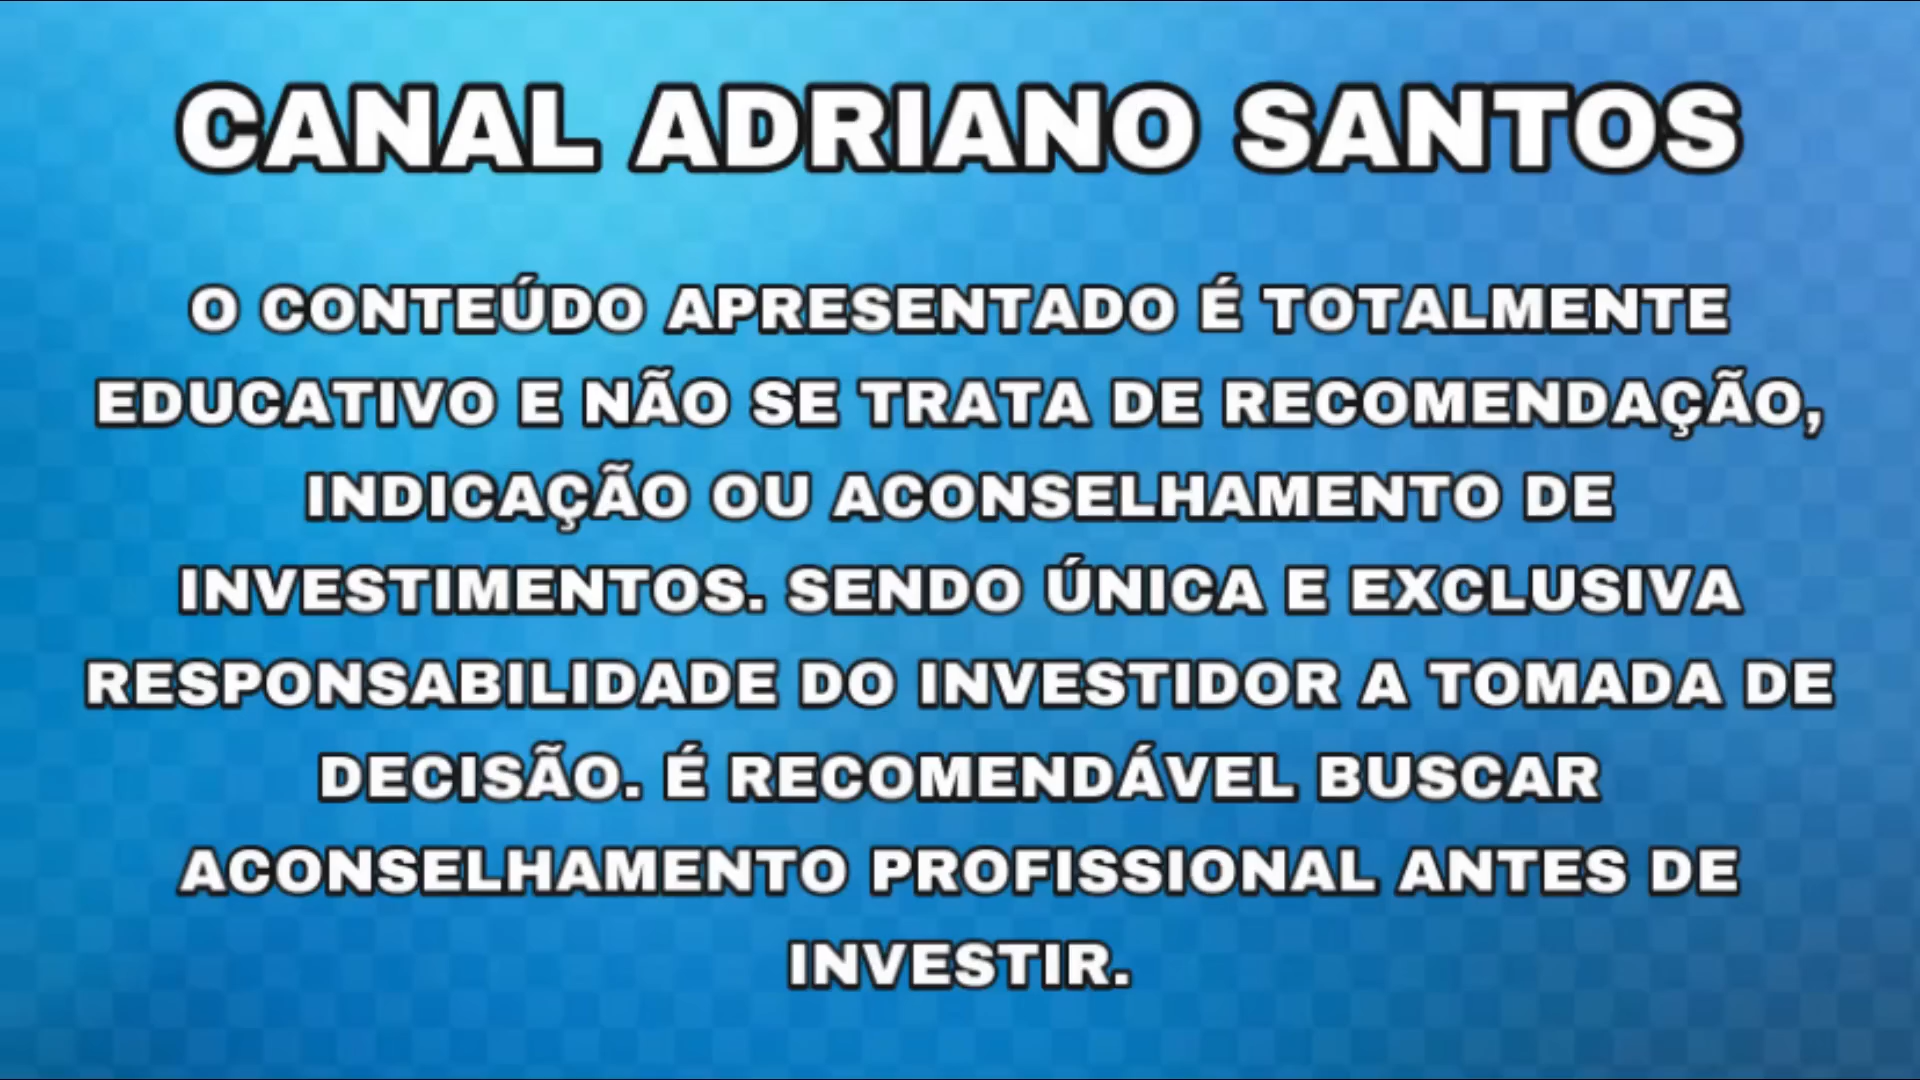 CANAL ADRIANO SANTOS
O CONTEÚDO APRESENTADO É TOTALMENTE
EDUCATIVO E NÃO SE TRATA DE RECOMENDAÇÃO,
INDICAÇÃO OU ACONSELHAMENTO DE
INVESTIMENTOS. SENDO ÚNICA E EXCLUSIVA
RESPONSABILIDADE DO INVESTIDOR A TOMADA DE
DECISÃO. É RECOMENDÁVEL BUSCAR
ACONSELHAMENTO PROFISSIONAL ANTES DE
INVESTIR.